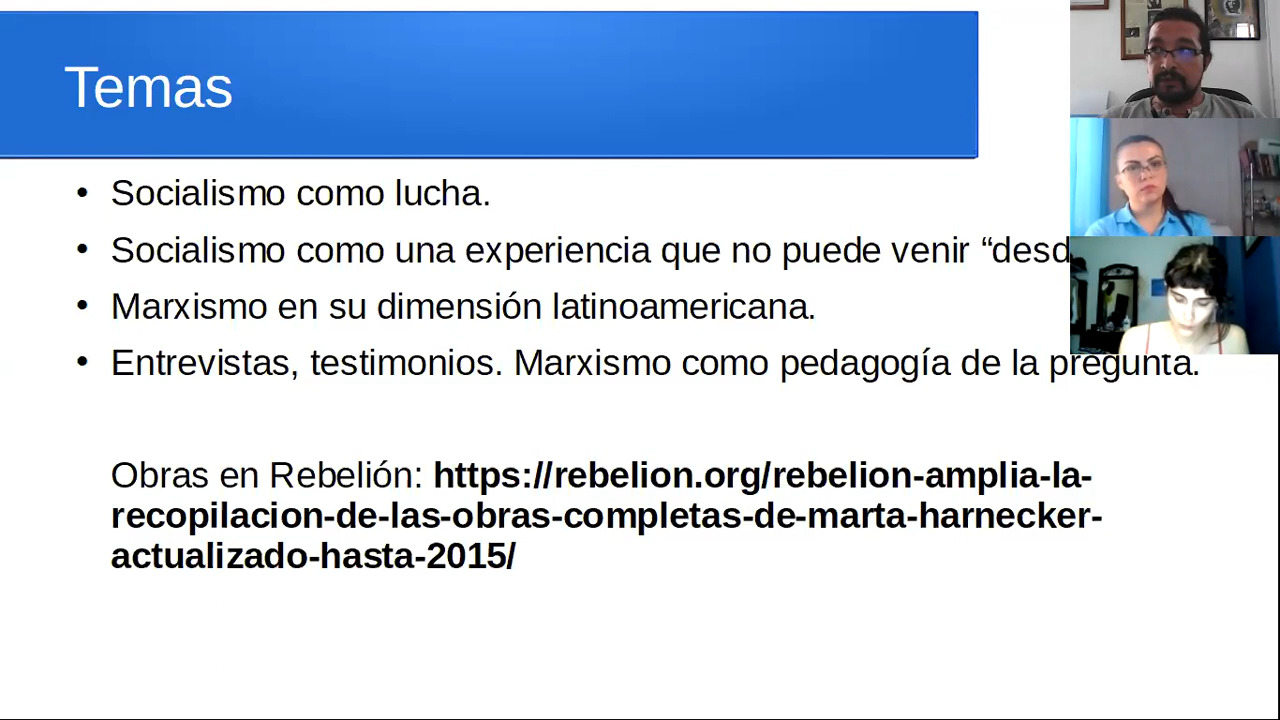 Temas
• Socialismo como lucha.
• Socialismo como una experiencia que no puede venir “desd
• Marxismo en su dimensión latinoamericana.
• Entrevistas, testimonios. Marxismo como pedagogía de la pregunta.
Obras en Rebelión: https://rebelion.org/rebelion-amplia-la-
recopilacion-de-las-obras-completas-de-marta-harnecker-
actualizado-hasta-2015/